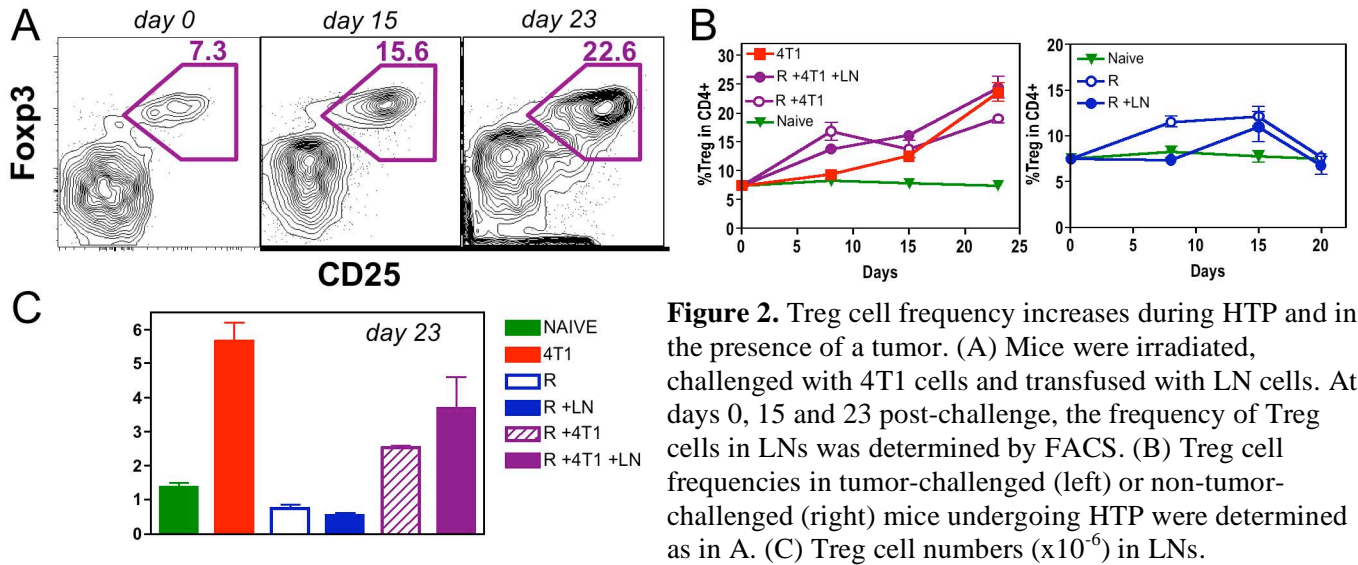 A
day 0
day 15
day 23
7.3
15.6
22.6
Foxp3
CD25
B
%Treg in CD4+
30
25
20
15
10
5
0
4T1
R +4T1 +LN
R +4T1
Naive
0 5 10 15 20 25
Days
%Treg in CD4+
20
15
10
5
0
Naive
R
R +LN
0 5 10 15 20
Days
C
6
5
4
3
2
1
0
day 23
NAIVE
4T1
R
R +LN
R +4T1
R +4T1 +LN
Figure 2. Treg cell frequency increases during HTP and in
the presence of a tumor. (A) Mice were irradiated,
challenged with 4T1 cells and transfused with LN cells. At
days 0, 15 and 23 post-challenge, the frequency of Treg
cells in LNs was determined by FACS. (B) Treg cell
frequencies in tumor-challenged (left) or non-tumor-
challenged (right) mice undergoing HTP were determined
as in A. (C) Treg cell numbers (x10-6) in LNs.